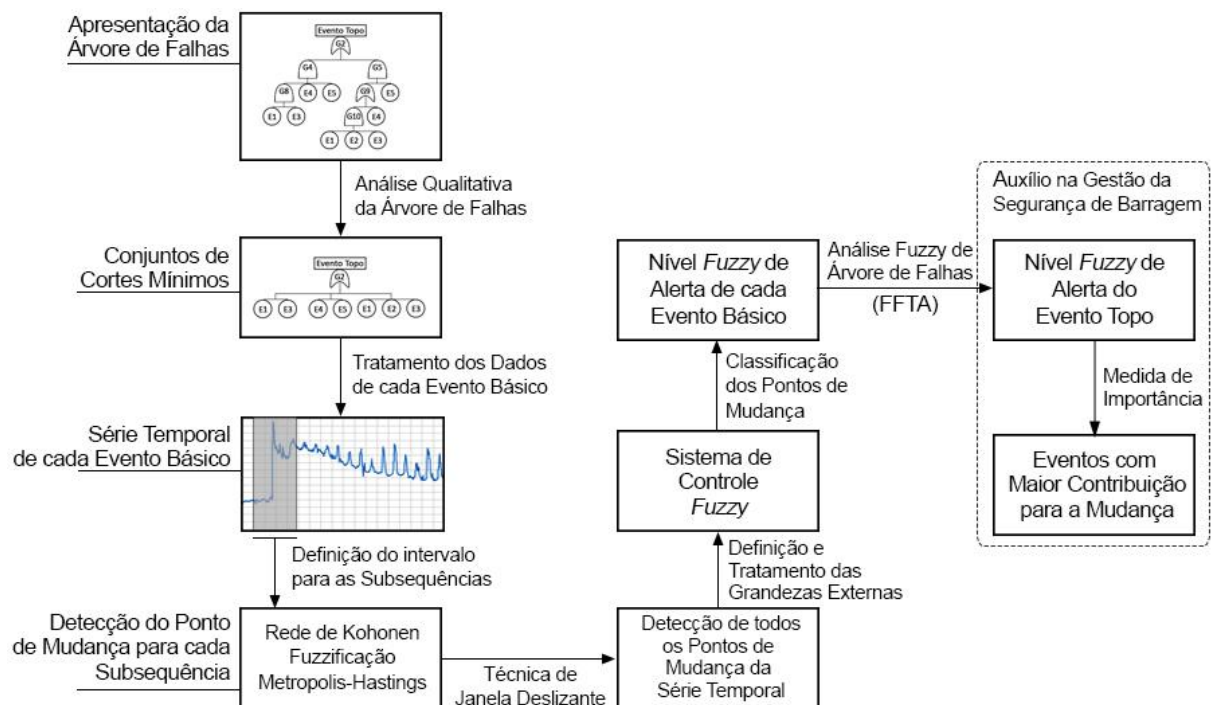 Apresentação da
Árvore de Falhas
Evento Topo
G2
G4
G5
G8
E4
E5
G9
E5
E1
E3
G10
E4
E1
E2
E3
Análise Qualitativa
da Árvore de Falhas
Conjuntos de
Cortes Mínimos
Evento Topo
G2
E1
E3
E4
E5
E1
E2
E3
Tratamento dos Dados
de cada Evento Básico
Série Temporal
de cada Evento Básico
Definição do intervalo
para as Subsequências
Detecção do Ponto
de Mudança para cada
Subsequência
Rede de Kohonen
Fuzzificação
Metropolis-Hastings
Técnica de
Janela Deslizante
Detecção de todos
os Pontos de
Mudança da
Série Temporal
Definição e
Tratamento das
Grandezas Externas
Sistema de
Controle
Fuzzy
Classificação
dos Pontos de
Mudança
Nível Fuzzy de
Alerta de cada
Evento Básico
Análise Fuzzy de
Árvore de Falhas
(FFTA)
Auxílio na Gestão da
Segurança de Barragem
Nível Fuzzy de
Alerta do
Evento Topo
Medida de
Importância
Eventos com
Maior Contribuição
para a Mudança